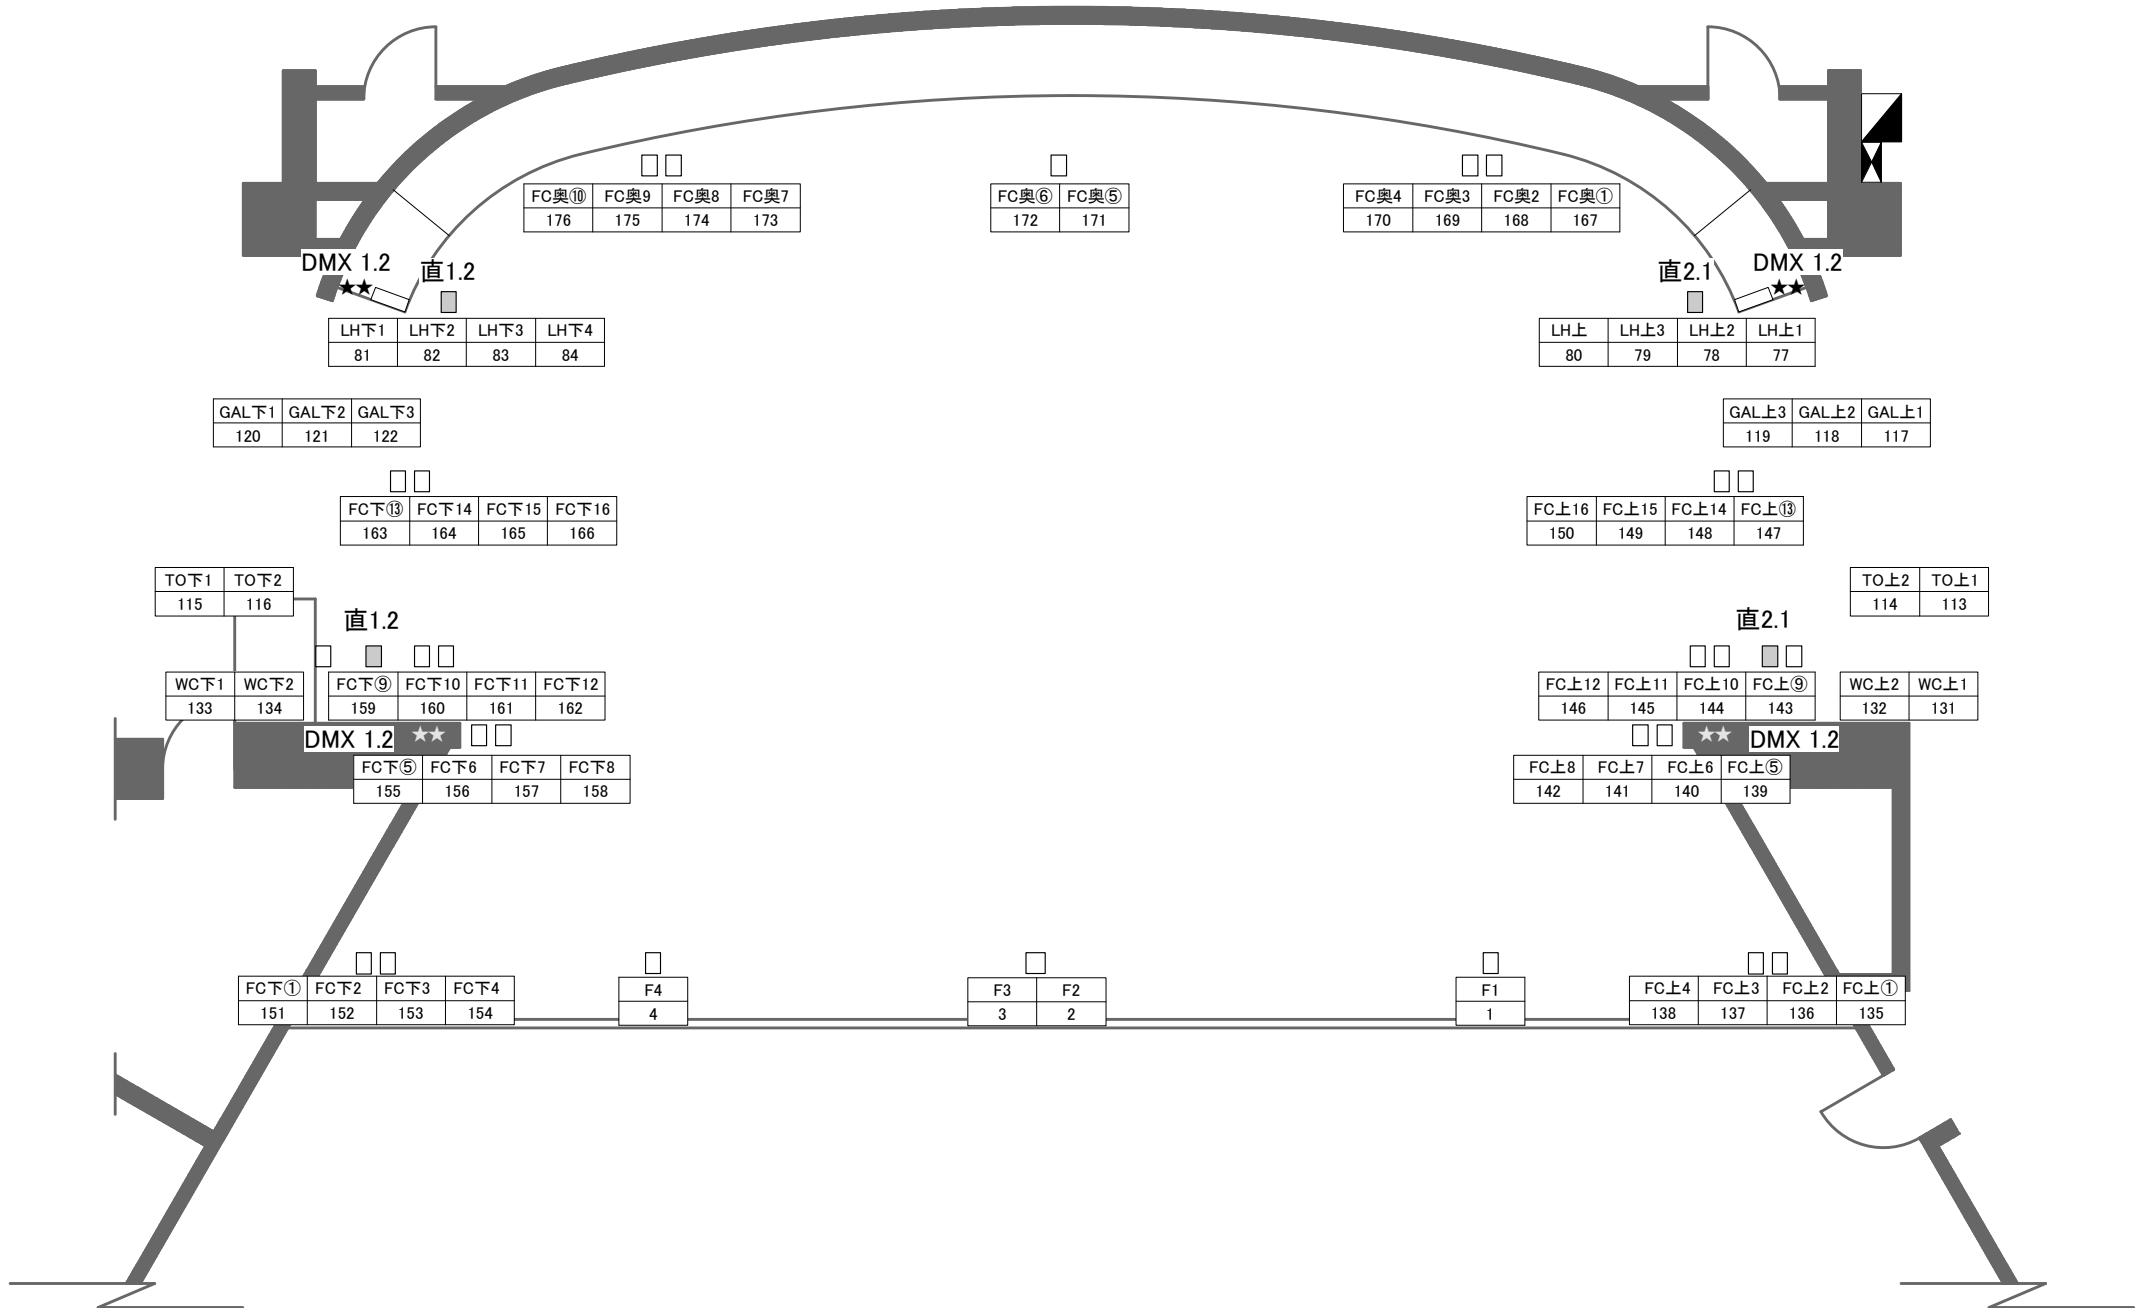 FC奥⑩ FC奥9 FC奥8 FC奥7
176 175 174 173
FC奥⑥ FC奥⑤
172 171
FC奥4 FC奥3 FC奥2 FC奥①
170 169 168 167
DMX 1.2
直1.2
直2.1
DMX 1.2
★★
★★
LH下1 LH下2 LH下3 LH下4
81 82 83 84
LH上 LH上3 LH上2 LH上1
80 79 78 77
GAL下1 GAL下2 GAL下3
120 121 122
GAL上3 GAL上2 GAL上1
119 118 117
FC下⑬ FC下14 FC下15 FC下16
163 164 165 166
FC上16 FC上15 FC上14 FC上⑬
150 149 148 147
TO下1 TO下2
115 116
TO上2 TO上1
114 113
直1.2
直2.1
WC下1 WC下2
133 134
FC下⑨ FC下10 FC下11 FC下12
159 160 161 162
FC上12 FC上11 FC上10 FC上⑨
146 145 144 143
WC上2 WC上1
132 131
DMX 1.2 ★★
★★ DMX 1.2
FC下⑤ FC下6 FC下7 FC下8
155 156 157 158
FC上8 FC上7 FC上6 FC上⑤
142 141 140 139
FC下① FC下2 FC下3 FC下4
151 152 153 154
F4
4
F3 F2
3 2
F1
1
FC上4 FC上3 FC上2 FC上①
138 137 136 135